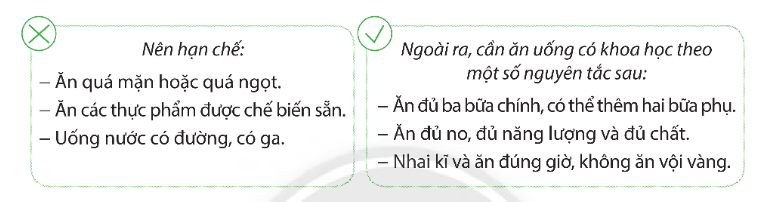 Nên hạn chế:
– Ăn quá mặn hoặc quá ngọt.
– Ăn các thực phẩm được chế biến sẵn.
– Uống nước có đường, có ga.
Ngoài ra, cần ăn uống có khoa học theo
một số nguyên tắc sau:
– Ăn đủ ba bữa chính, có thể thêm hai bữa phụ.
– Ăn đủ no, đủ năng lượng và đủ chất.
– Nhai kĩ và ăn đúng giờ, không ăn vội vàng.